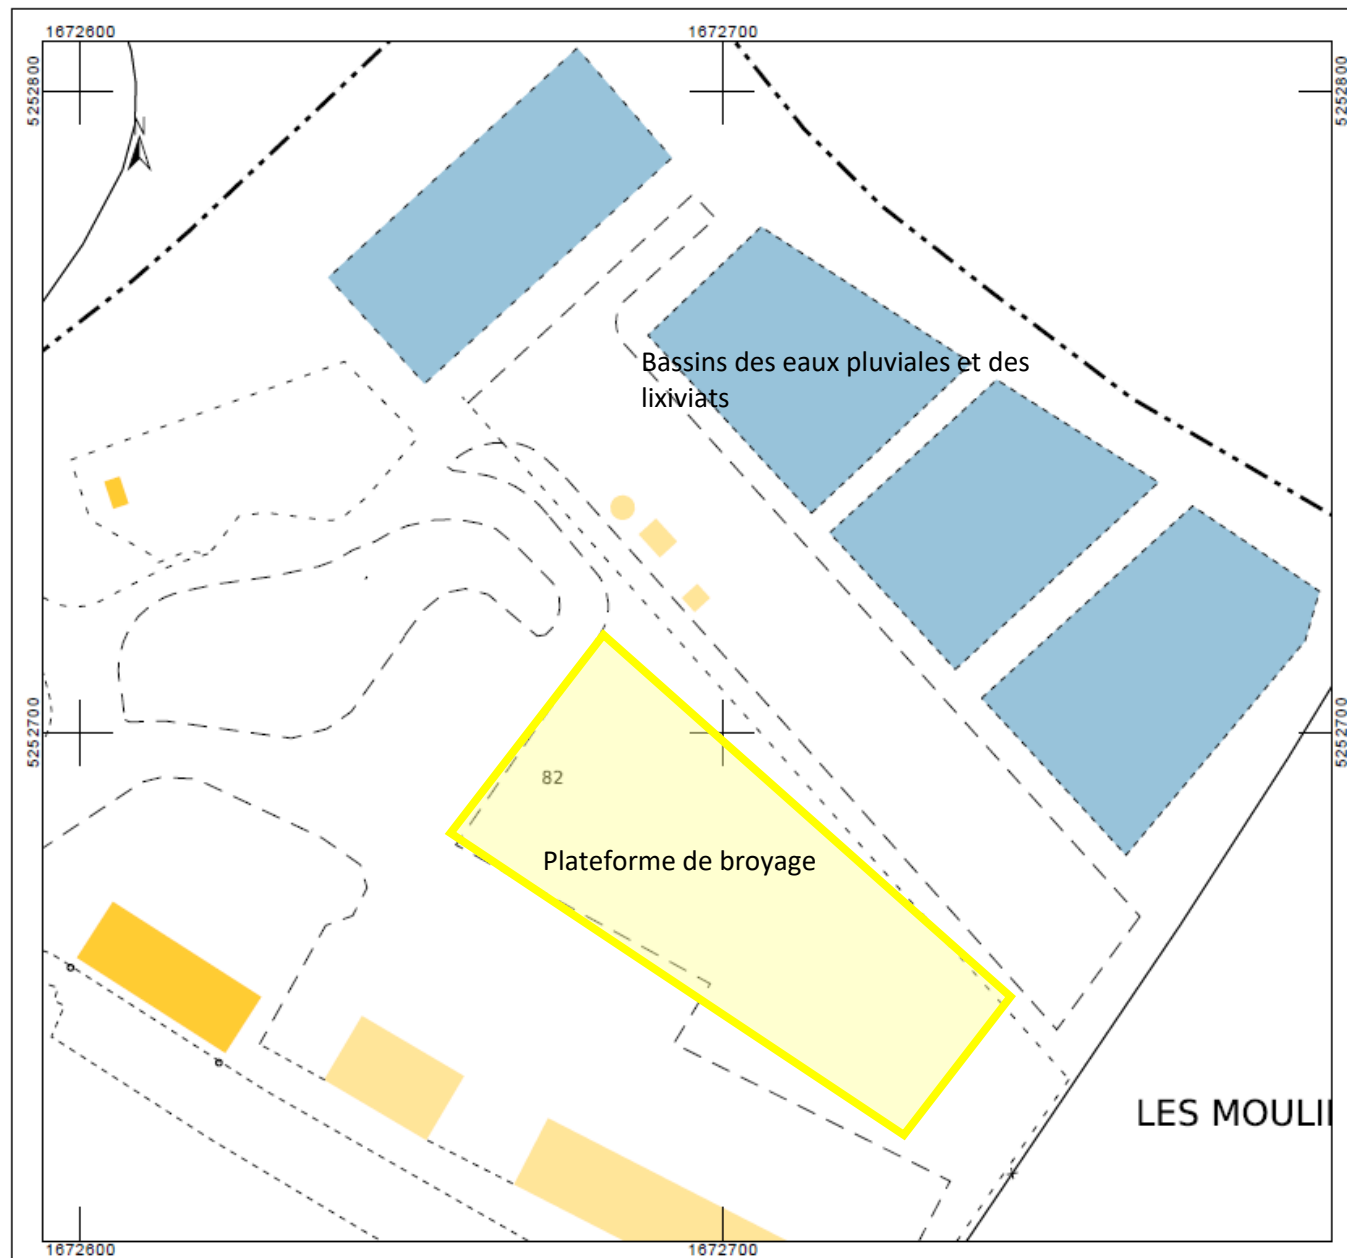 1672600
1672700
5252800
5252800
N
Bassins des eaux pluviales et des
lixiviats
5252700
5252700
82
Plateforme de broyage
LES MOULI
1672600
1672700